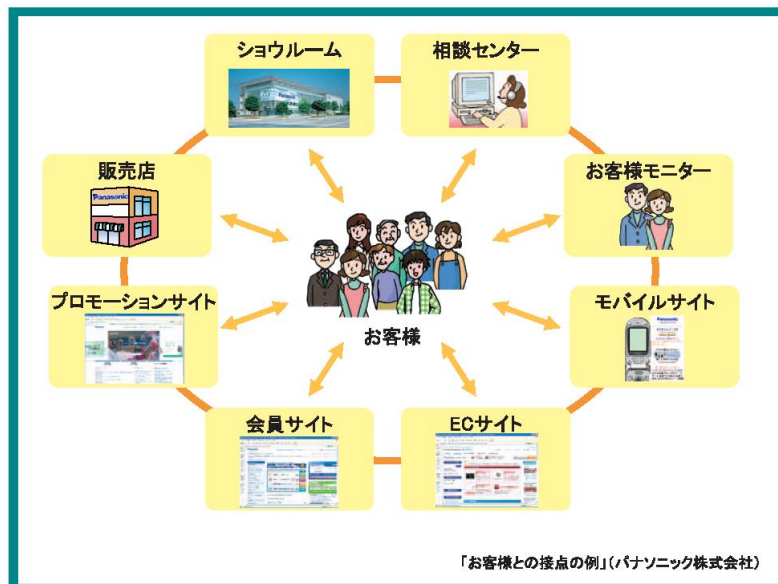 ショウルーム
Panasonic
相談センター
販売店
Panasonic
お客様モニター
プロモーションサイト
モバイルサイト
Panasonic
お客様
会員サイト
ECサイト
「お客様との接点の例」(パナソニック株式会社)